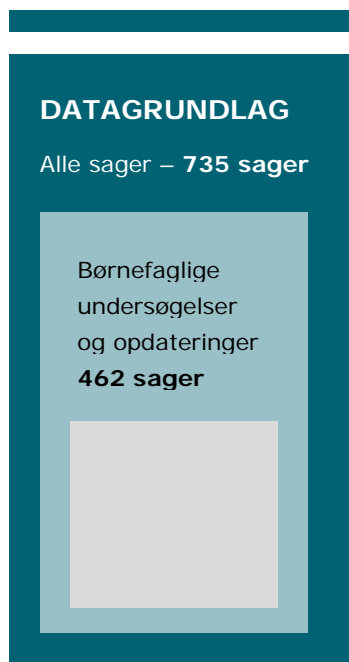 DATAGRUNDLAG
Alle sager – 735 sager
Børnefaglige
undersøgelser
og opdateringer
462 sager